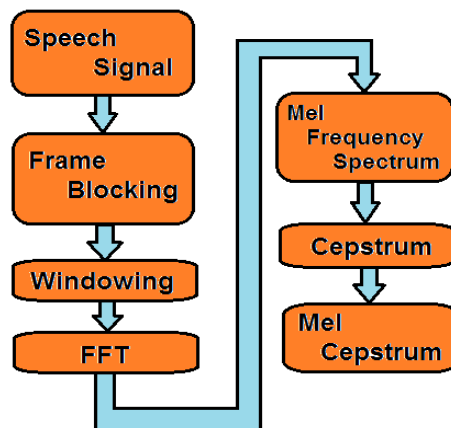 Speech
Signal
Frame
Blocking
Windowing
FFT
Mel
Frequency
Spectrum
Cepstrum
Mel
Cepstrum